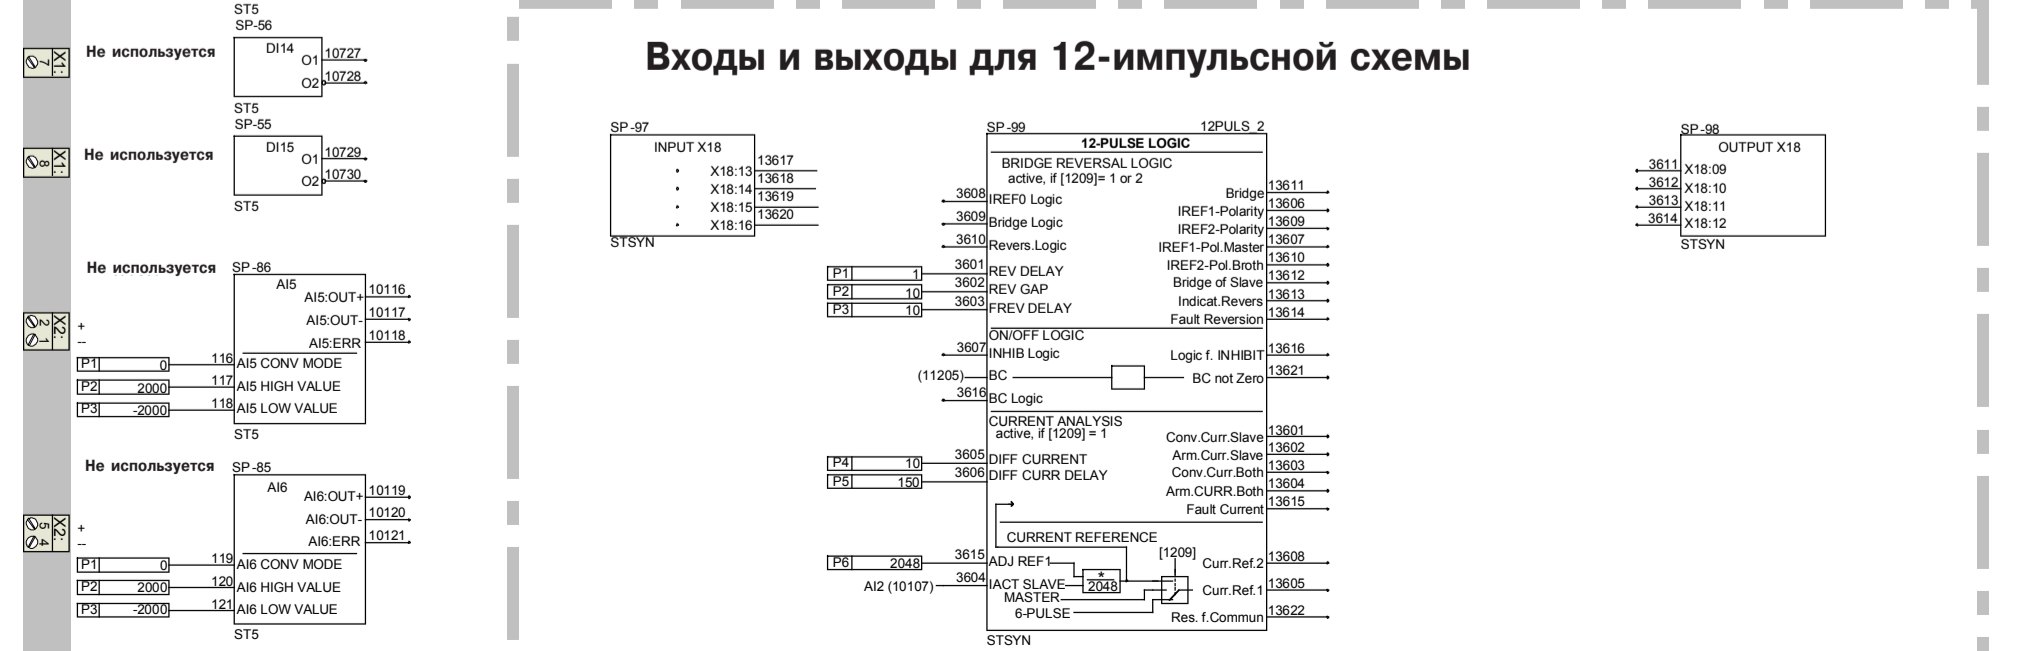 ST5
SP-56
X1: 7
Не используется
DI14
O1 10727
O2 10728
ST5
SP-55
X1: 8
Не используется
DI15
O1 10729
O2 10730
ST5
Не используется
SP-86
AI5
AI5:OUT+ 10116
AI5:OUT- 10117
AI5:ERR 10118
X2: 2 1
+
--
P1 0 116 AI5 CONV MODE
P2 2000 117 AI5 HIGH VALUE
P3 -2000 118 AI5 LOW VALUE
ST5
Не используется
SP-85
AI6
AI6:OUT+ 10119
AI6:OUT- 10120
AI6:ERR 10121
X2: 5 4
+
--
P1 0 119 AI6 CONV MODE
P2 2000 120 AI6 HIGH VALUE
P3 -2000 121 AI6 LOW VALUE
ST5
Входы и выходы для 12-импульсной схемы
SP-97
INPUT X18
X18:13 13617
X18:14 13618
X18:15 13619
X18:16 13620
STSYN
SP-99 12PULS_2
12-PULSE LOGIC
BRIDGE REVERSAL LOGIC
active, if [1209]= 1 or 2
3608 IREF0 Logic
3609 Bridge Logic
3610 Revers.Logic
P1 1 3601 REV DELAY
P2 10 3602 REV GAP
P3 10 3603 FREV DELAY
Bridge 13611
IREF1-Polarity 13606
IREF2-Polarity 13609
IREF1-Pol.Master 13607
IREF2-Pol.Broth 13610
Bridge of Slave 13612
Indicat.Revers 13613
Fault Reversion 13614
ON/OFF LOGIC
3607 INHIB Logic
Logic f. INHIBIT 13616
(11205) BC
BC not Zero 13621
3616 BC Logic
CURRENT ANALYSIS
active, if [1209] = 1
P4 10 3605 DIFF CURRENT
P5 150 3606 DIFF CURR DELAY
Conv.Curr.Slave 13601
Arm.Curr.Slave 13602
Conv.Curr.Both 13603
Arm.CURR.Both 13604
Fault Current 13615
CURRENT REFERENCE
P6 2048 3615 ADJ REF1
AI2 (10107) 3604 IACT SLAVE
MASTER
6-PULSE
*
2048
[1209]
Curr.Ref.2 13608
Curr.Ref.1 13605
Res. f.Commun 13622
STSYN
SP-98
OUTPUT X18
3611 X18:09
3612 X18:10
3613 X18:11
3614 X18:12
STSYN